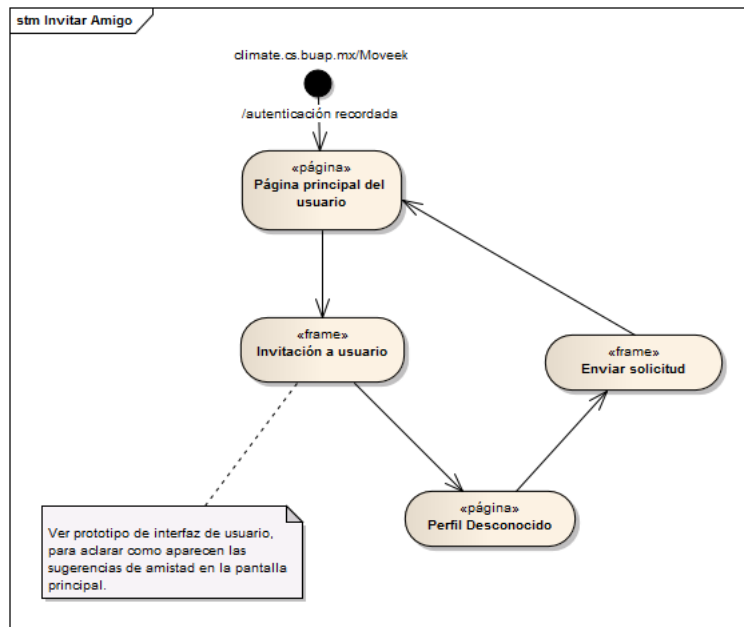 stm Invitar Amigo
climate.cs.buap.mx/Moveek
/autenticación recordada
«página»
Página principal del
usuario
«frame»
Invitación a usuario
«frame»
Enviar solicitud
«página»
Perfil Desconocido
Ver prototipo de interfaz de usuario,
para aclarar como aparecen las
sugerencias de amistad en la pantalla
principal.